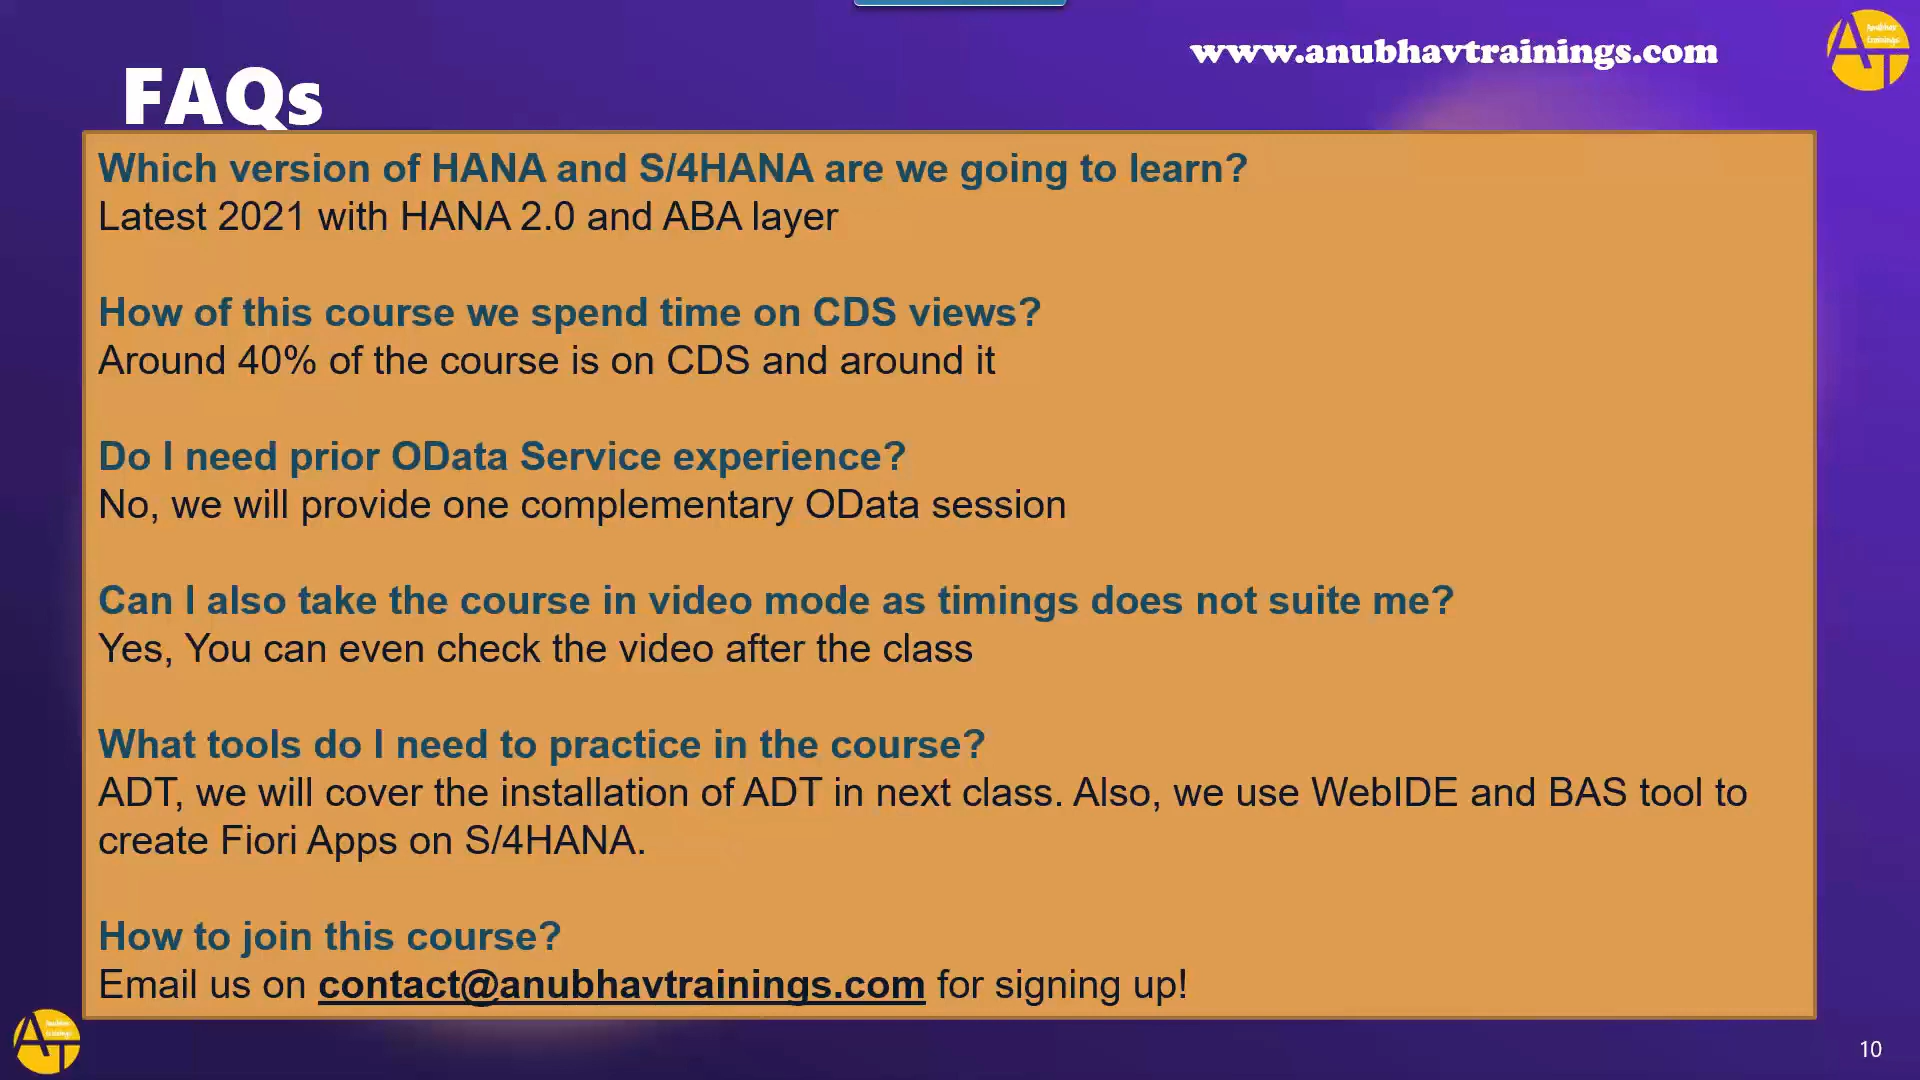 www.anubhavtrainings.com
Anubhav
trainings
AT
FAQs
Which version of HANA and S/4HANA are we going to learn?
Latest 2021 with HANA 2.0 and ABA layer
How of this course we spend time on CDS views?
Around 40% of the course is on CDS and around it
Do I need prior OData Service experience?
No, we will provide one complementary OData session
Can I also take the course in video mode as timings does not suite me?
Yes, You can even check the video after the class
What tools do I need to practice in the course?
ADT, we will cover the installation of ADT in next class. Also, we use WebIDE and BAS tool to
create Fiori Apps on S/4HANA.
How to join this course?
Email us on contact@anubhavtrainings.com for signing up!
Anubhav
trainings
AT
10